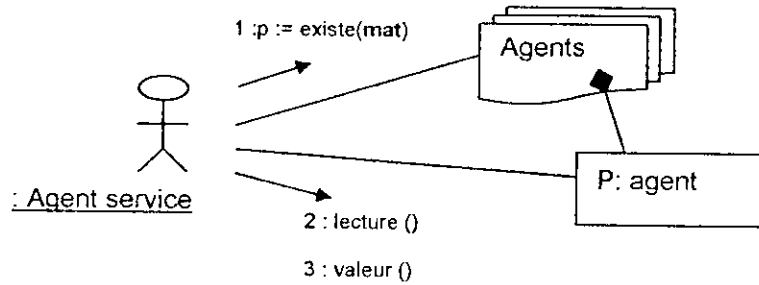 1 :p := existe(mat)
Agents
P: agent
: Agent service
2 : lecture ()
3 : valeur ()